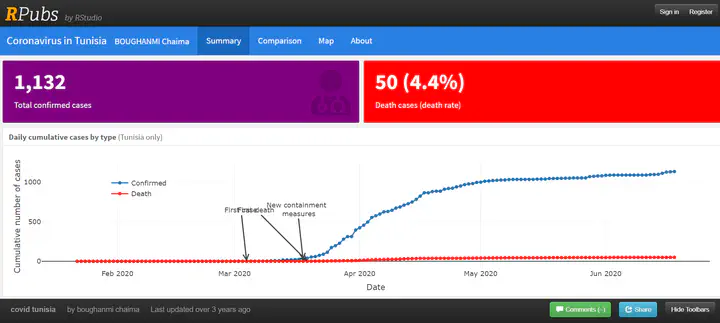 RPubs by RStudio
Sign in Register
Coronavirus in Tunisia BOUGHANMI Chaima Summary Comparison Map About
1,132
Total confirmed cases
50 (4.4%)
Death cases (death rate)
Daily cumulative cases by type (Tunisia only)
Cumulative number of cases
1000
500
0
Confirmed
Death
First case
First death
New containment
measures
Feb 2020 Mar 2020 Apr 2020 May 2020 Jun 2020
Date
covid tunisia by boughanmi chaima Last updated over 3 years ago
Comments (–) Share Hide Toolbars